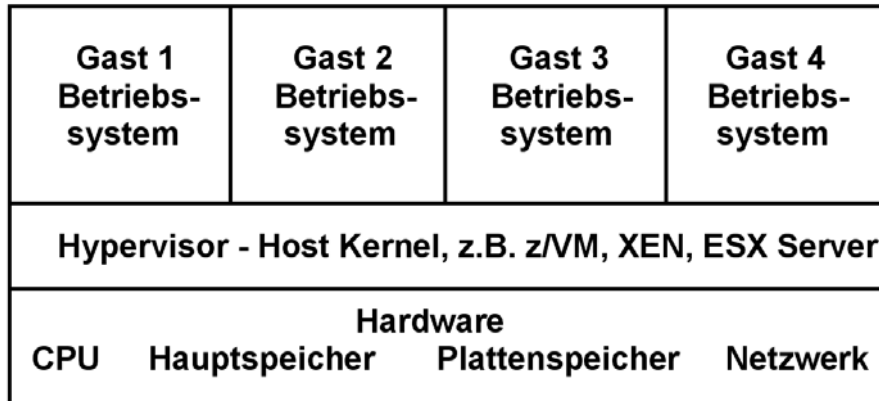 Gast 1
Betriebs-
system
Gast 2
Betriebs-
system
Gast 3
Betriebs-
system
Gast 4
Betriebs-
system
Hypervisor - Host Kernel, z.B. z/VM, XEN, ESX Server
Hardware
CPU Hauptspeicher Plattenspeicher Netzwerk